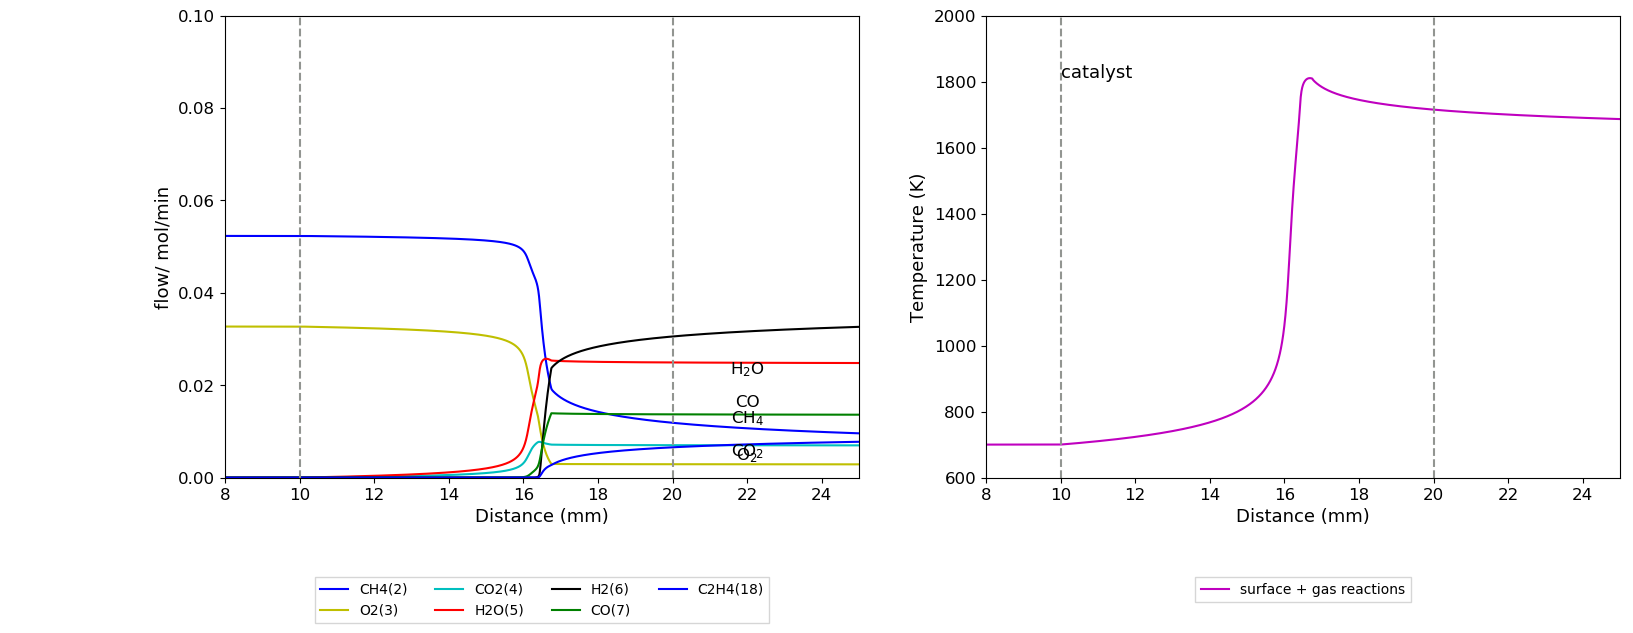 0.10
0.08
0.06
0.04
0.02
0.00
flow/ mol/min
H₂O
CO
CH₄
CO₂
O₂
8 10 12 14 16 18 20 22 24
Distance (mm)
CH4(2) CO2(4) H2(6) C2H4(18)
O2(3) H2O(5) CO(7)
2000
1800
1600
1400
1200
1000
800
600
Temperature (K)
catalyst
8 10 12 14 16 18 20 22 24
Distance (mm)
surface + gas reactions